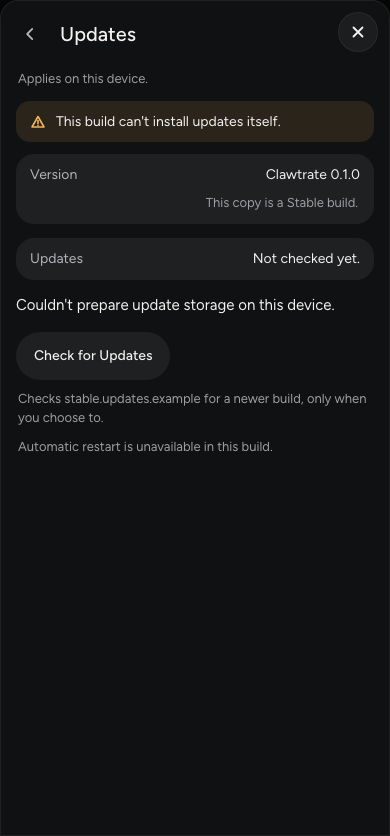 Updates
Applies on this device.
This build can't install updates itself.
Version
Clawtrate 0.1.0
This copy is a Stable build.
Updates
Not checked yet.
Couldn't prepare update storage on this device.
Check for Updates
Checks stable.updates.example for a newer build, only when
you choose to.
Automatic restart is unavailable in this build.